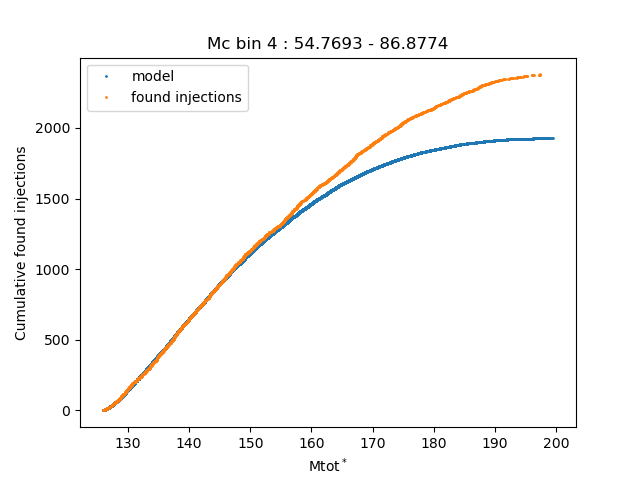 Mc bin 4 : 54.7693 - 86.8774
model
found injections
Cumulative found injections
2000
1500
1000
500
0
130 140 150 160 170 180 190 200
Mtot*